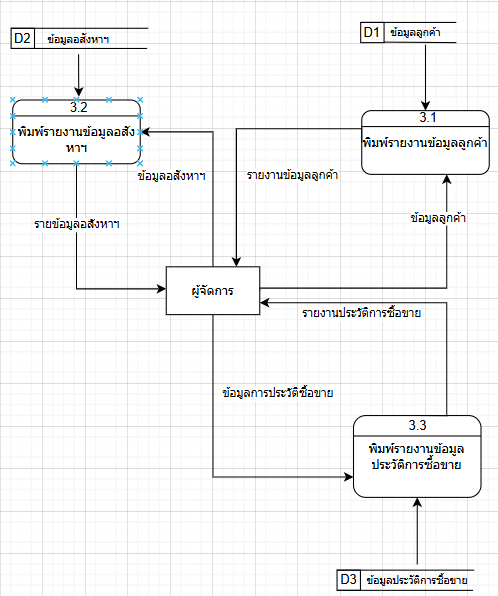 D1 ข้อมูลลูกค้า
D2 ข้อมูลอสังหาฯ
3.2
พิมพ์รายงานข้อมูลอสัง
หาฯ
3.1
พิมพ์รายงานข้อมูลลูกค้า
ข้อมูลอสังหาฯ
รายงานข้อมูลลูกค้า
ข้อมูลลูกค้า
รายข้อมูลอสังหาฯ
ผู้จัดการ
รายงานประวัติการซื้อขาย
ข้อมูลการประวัติซื้อขาย
3.3
พิมพ์รายงานข้อมูล
ประวัติการซื้อขาย
D3 ข้อมูลประวัติการซื้อขาย